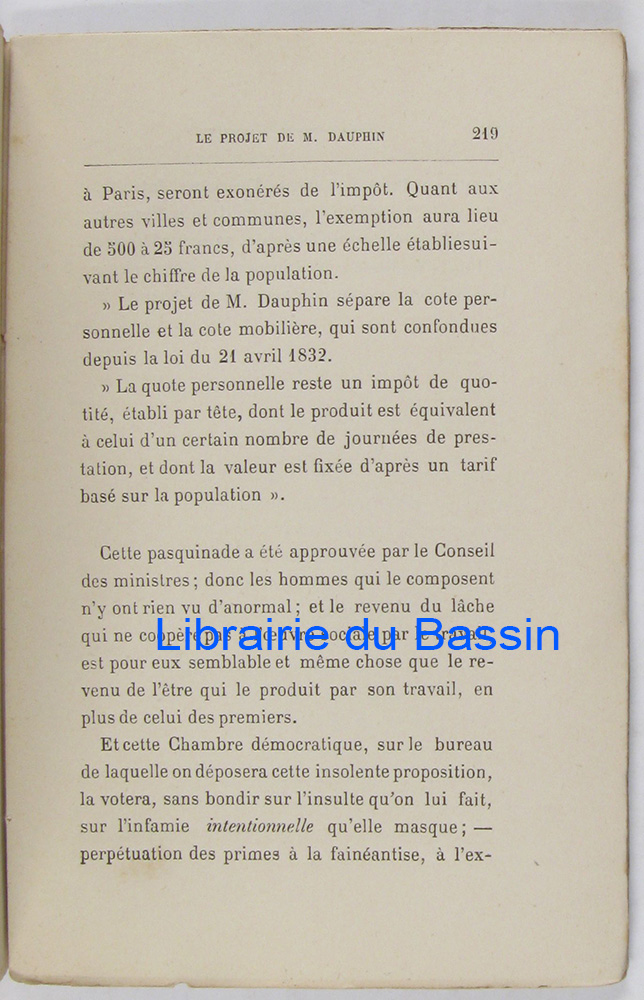 LE PROJET DE M. DAUPHIN 219
à Paris, seront exonérés de l'impôt. Quant aux
autres villes et communes, l'exemption aura lieu
de 500 à 25 francs, d'après une échelle établiesui-
vant le chiffre de la population.
» Le projet de M. Dauphin sépare la cote per-
sonnelle et la cote mobilière, qui sont confondues
depuis la loi du 21 avril 1832.
» La quote personnelle reste un impôt de quo-
tité, établi par tête, dont le produit est équivalent
à celui d'un certain nombre de journées de pres-
tation, et dont la valeur est fixée d'après un tarif
basé sur la population ».
Cette pasquinade a été approuvée par le Conseil
des ministres ; donc les hommes qui le composent
n'y ont rien vu d'anormal ; et le revenu du lâche
qui ne coopère pas à l'œuvre sociale par le travail
Librairie du Bassin
est pour eux semblable et même chose que le re-
venu de l'être qui le produit par son travail, en
plus de celui des premiers.
Et cette Chambre démocratique, sur le bureau
de laquelle on déposera cette insolente proposition,
la votera, sans bondir sur l'insulte qu'on lui fait,
sur l'infamie intentionnelle qu'elle masque ; —
perpétuation des primes à la fainéantise, à l'ex-